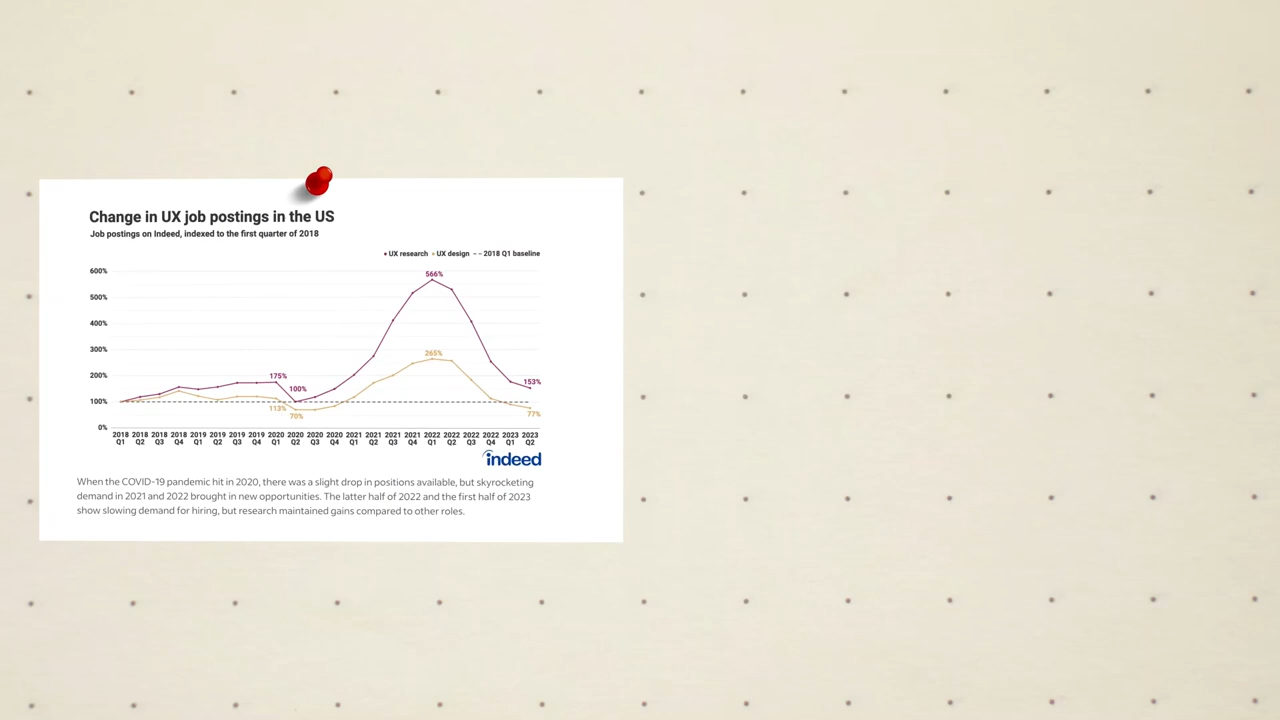 Change in UX job postings in the US
Job postings on Indeed, indexed to the first quarter of 2018
UX research UX design 2018 Q1 baseline
600%
500%
400%
300%
200%
100%
0%
566%
265%
175%
100%
113%
70%
153%
77%
2018 2018 2018 2018 2019 2019 2019 2019 2020 2020 2020 2020 2021 2021 2021 2021 2022 2022 2022 2022 2023 2023
Q1 Q2 Q3 Q4 Q1 Q2 Q3 Q4 Q1 Q2 Q3 Q4 Q1 Q2 Q3 Q4 Q1 Q2 Q3 Q4 Q1 Q2
indeed
When the COVID-19 pandemic hit in 2020, there was a slight drop in positions available, but skyrocketing
demand in 2021 and 2022 brought in new opportunities. The latter half of 2022 and the first half of 2023
show slowing demand for hiring, but research maintained gains compared to other roles.